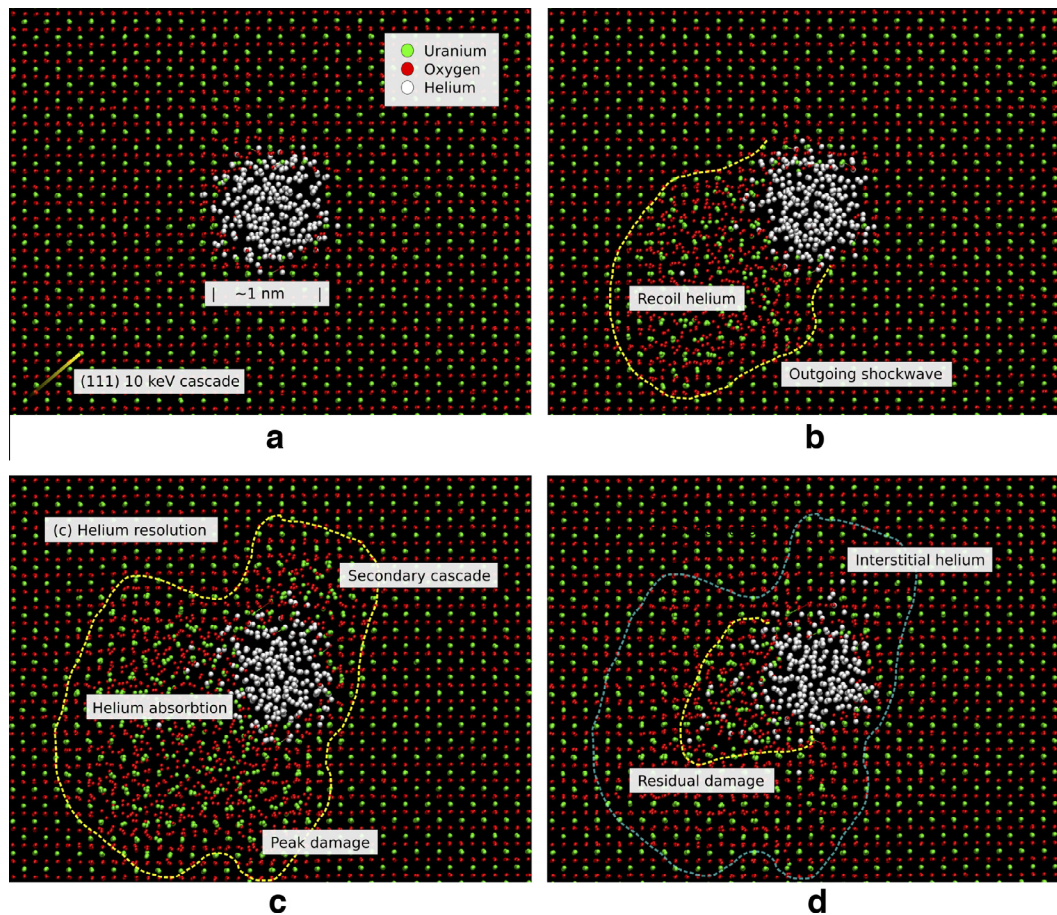 Uranium
Oxygen
Helium
| ~1 nm |
(111) 10 keV cascade
a
Recoil helium
Outgoing shockwave
b
(c) Helium resolution
Secondary cascade
Helium absorbtion
Peak damage
c
Interstitial helium
Residual damage
d